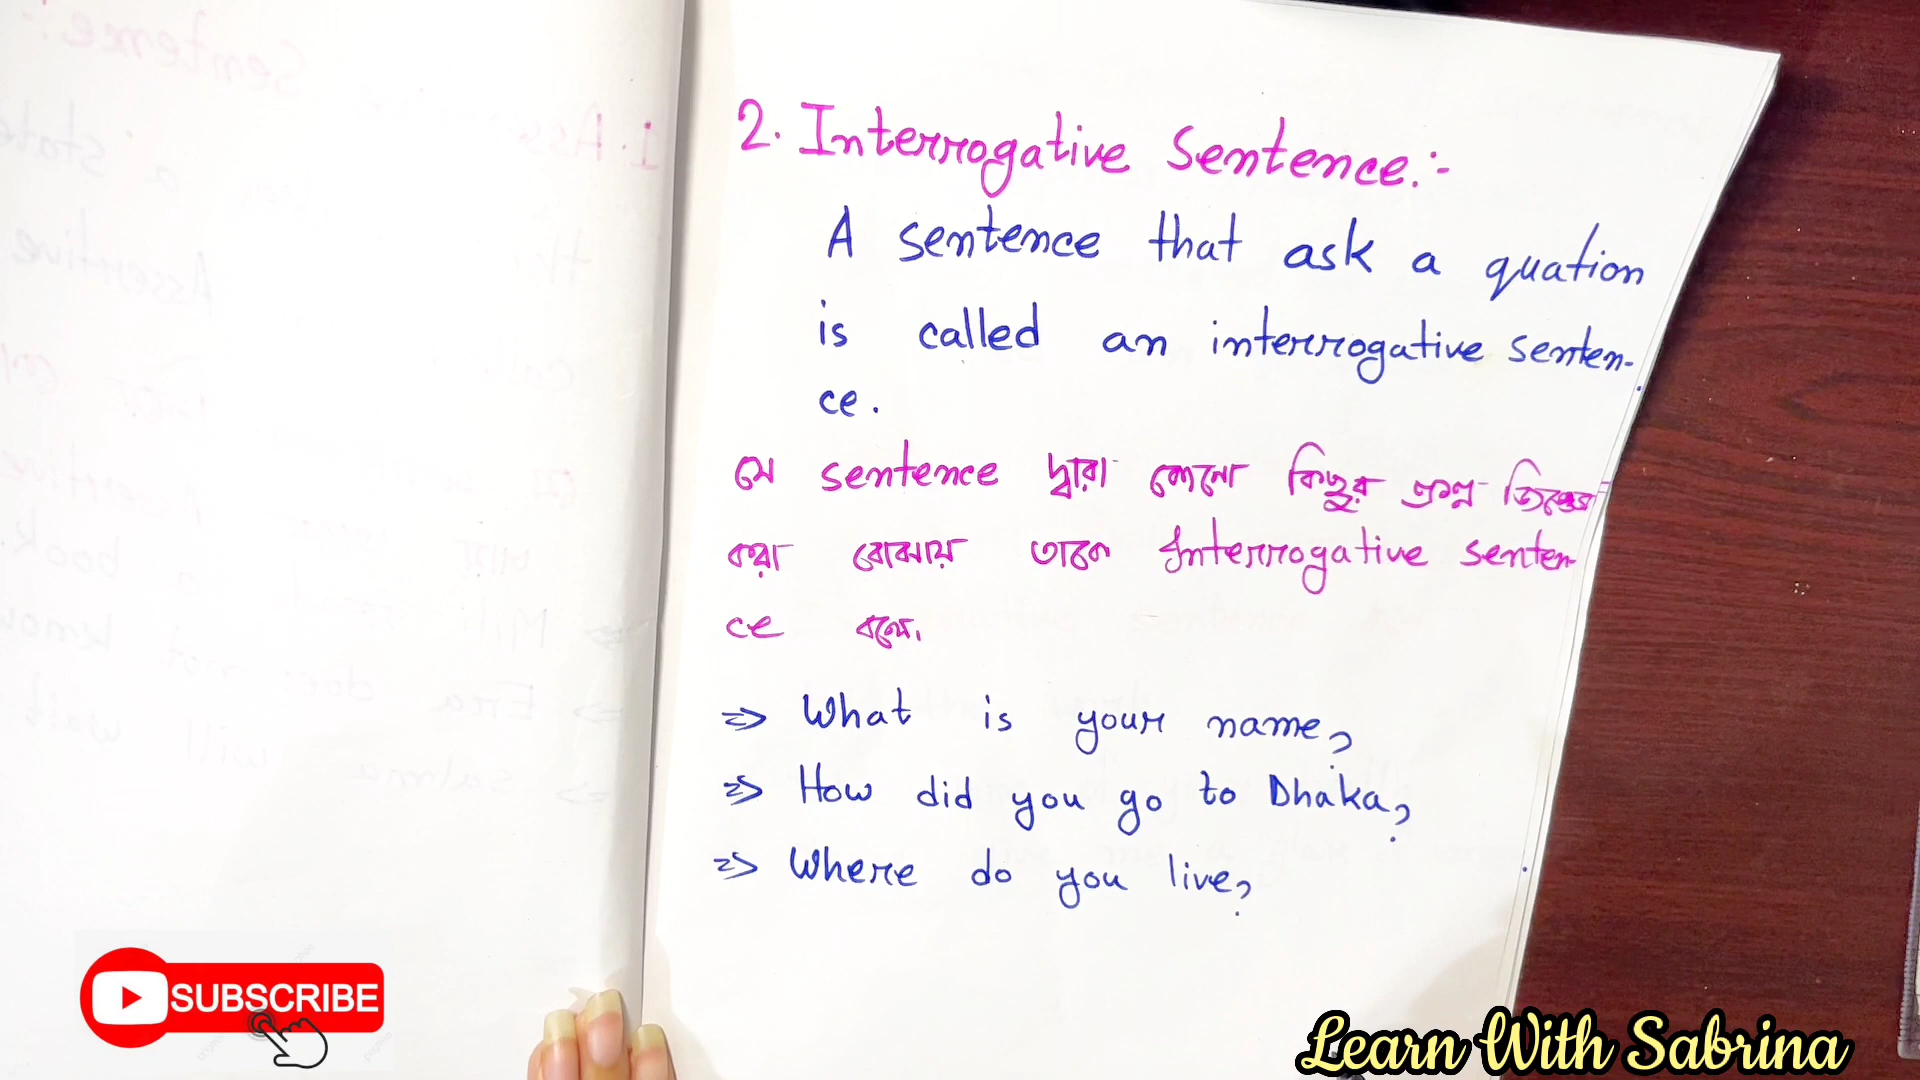 2. Interrogative Sentence:-
A sentence that ask a quation
is called an interrogative senten-
ce.
যে sentence দ্বারা কোনো কিছুর প্রশ্ন জিজ্ঞেস
করা বোঝায় তাকে Interrogative senten-
ce বলে।
=> What is your name?
=> How did you go to Dhaka?
=> Where do you live?
SUBSCRIBE
Learn With Sabrina